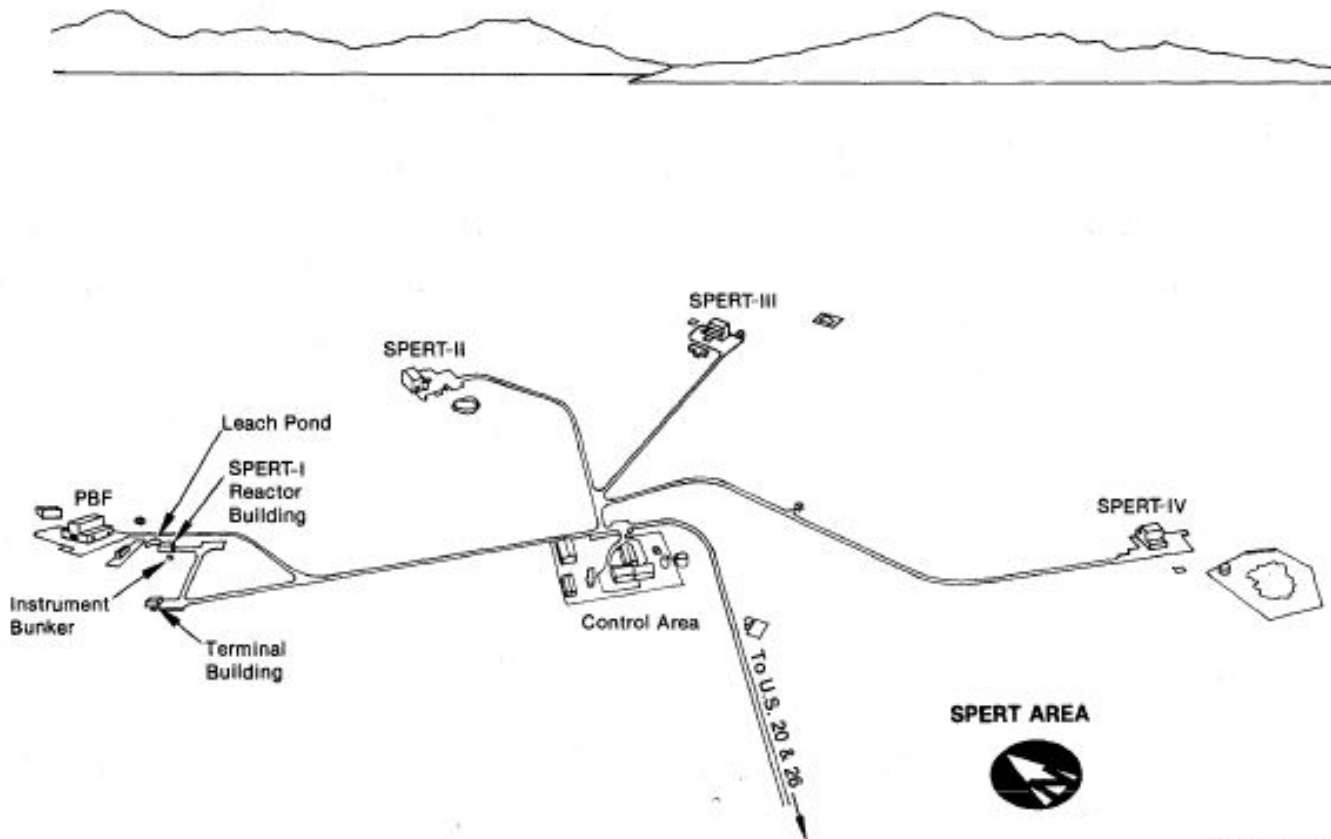 SPERT-III
SPERT-II
Leach Pond
SPERT-I
Reactor
Building
PBF
SPERT-IV
Instrument
Bunker
Control Area
Terminal
Building
To U.S. 20 & 26
SPERT AREA
N